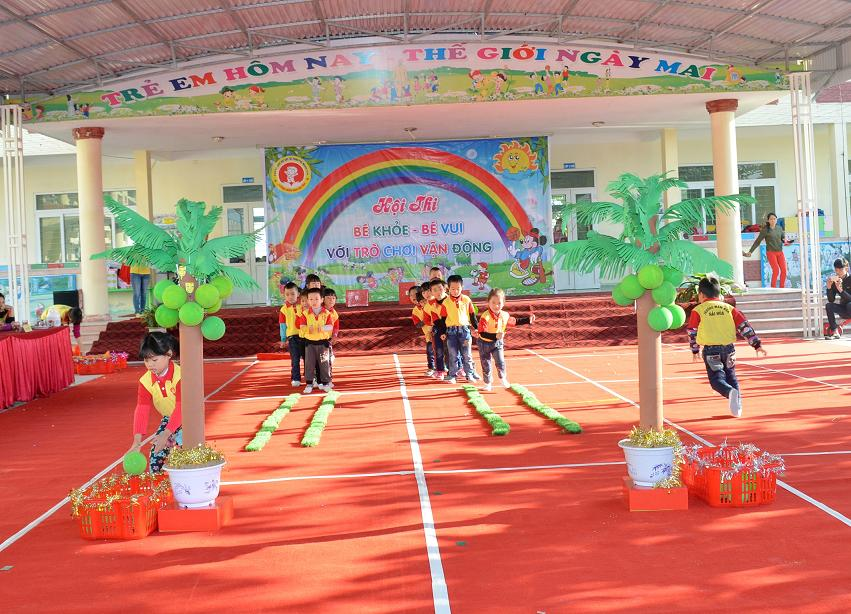 TRẺ EM HÔM NAY THẾ GIỚI NGÀY MAI
Hội Thi
BÉ KHỎE - BÉ VUI
VỚI TRÒ CHƠI VẬN ĐỘNG